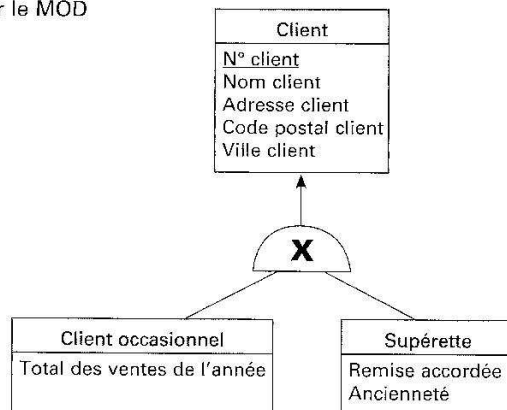 r le MOD
Client
N° client
Nom client
Adresse client
Code postal client
Ville client
X
Client occasionnel
Total des ventes de l'année
Supérette
Remise accordée
Ancienneté